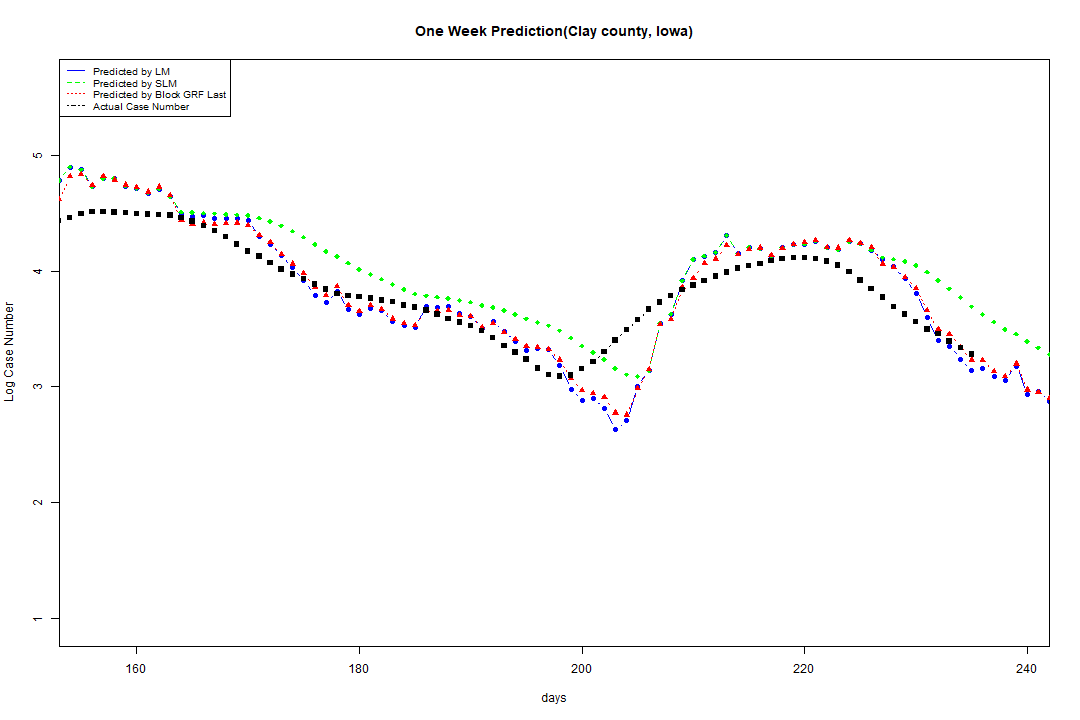 One Week Prediction(Clay county, Iowa)
Predicted by LM
Predicted by SLM
Predicted by Block GRF Last
Actual Case Number
5
4
3
2
1
Log Case Number
160 180 200 220 240
days